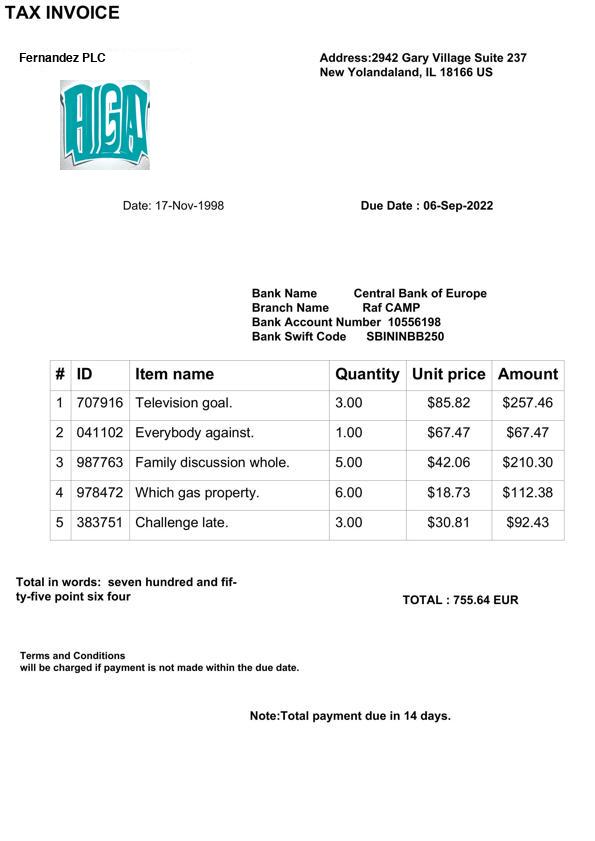 TAX INVOICE
Fernandez PLC
Address:2942 Gary Village Suite 237
New Yolandaland, IL 18166 US
HGA
Date: 17-Nov-1998
Due Date : 06-Sep-2022
Bank Name Central Bank of Europe
Branch Name Raf CAMP
Bank Account Number 10556198
Bank Swift Code SBININBB250
# ID Item name Quantity Unit price Amount
1 707916 Television goal. 3.00 $85.82 $257.46
2 041102 Everybody against. 1.00 $67.47 $67.47
3 987763 Family discussion whole. 5.00 $42.06 $210.30
4 978472 Which gas property. 6.00 $18.73 $112.38
5 383751 Challenge late. 3.00 $30.81 $92.43
Total in words: seven hundred and fif-
ty-five point six four
TOTAL : 755.64 EUR
Terms and Conditions
will be charged if payment is not made within the due date.
Note:Total payment due in 14 days.